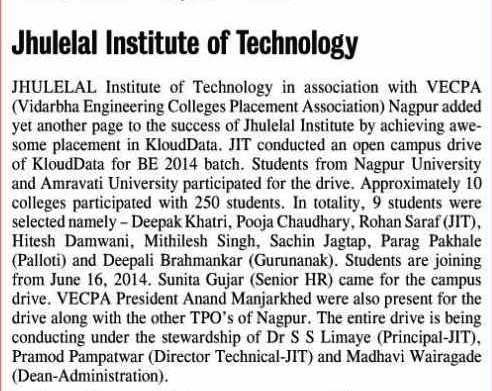 Jhulelal Institute of Technology
JHULELAL Institute of Technology in association with VECPA
(Vidarbha Engineering Colleges Placement Association) Nagpur added
yet another page to the success of Jhulelal Institute by achieving awe-
some placement in KloudData. JIT conducted an open campus drive
of KloudData for BE 2014 batch. Students from Nagpur University
and Amravati University participated for the drive. Approximately 10
colleges participated with 250 students. In totality, 9 students were
selected namely – Deepak Khatri, Pooja Chaudhary, Rohan Saraf (JIT),
Hitesh Damwani, Mithilesh Singh, Sachin Jagtap, Parag Pakhale
(Palloti) and Deepali Brahmankar (Gurunanak). Students are joining
from June 16, 2014. Sunita Gujar (Senior HR) came for the campus
drive. VECPA President Anand Manjarkhed were also present for the
drive along with the other TPO's of Nagpur. The entire drive is being
conducting under the stewardship of Dr S S Limaye (Principal-JIT),
Pramod Pampatwar (Director Technical-JIT) and Madhavi Wairagade
(Dean-Administration).